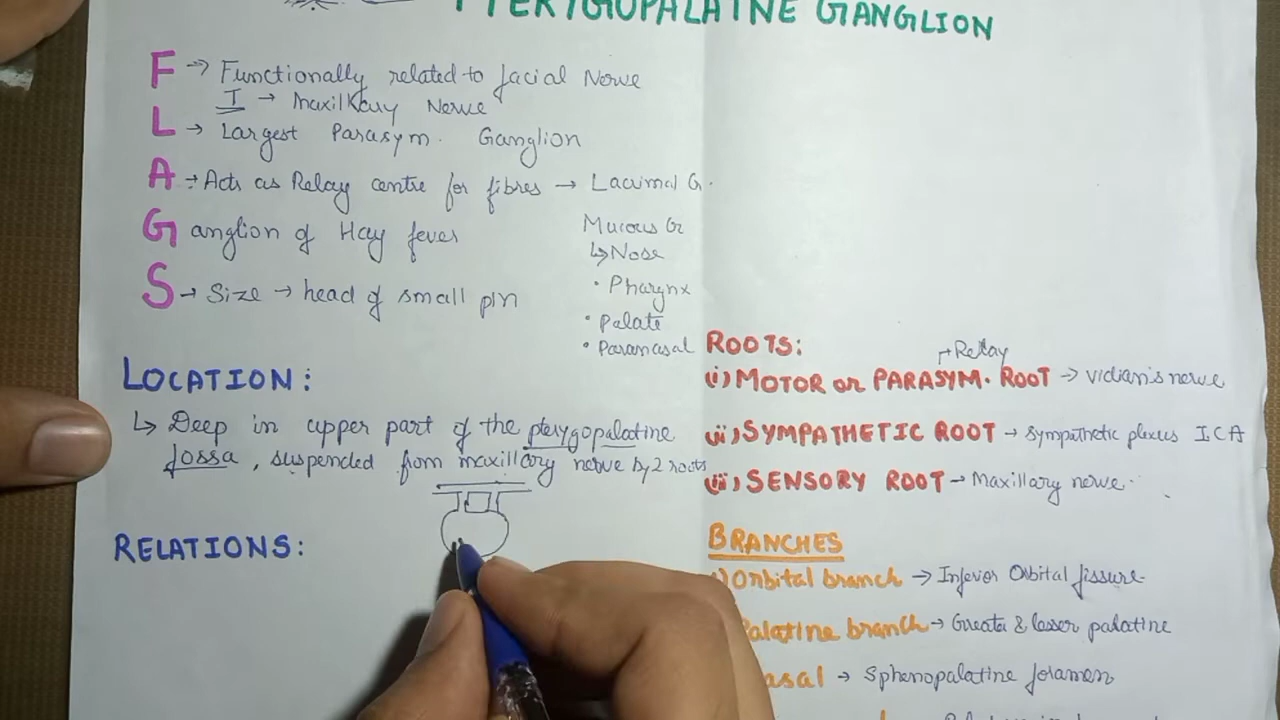 PTERYGOPALATINE GANGLION
F → Functionally related to facial Nerve
I → Maxillary Nerve
L → Largest Parasym. Ganglion
A → Acts as Relay centre for fibres → Lacrimal G.
Mucous G
G anglion of Hay fever
↳ Nose
• Pharynx
S → Size → head of small pin
• Palate
• Paranasal
LOCATION:
↳ Deep in upper part of the pterygopalatine
fossa, suspended from maxillary nerve by 2 roots
RELATIONS:
ROOTS:
→ Relay
(i) MOTOR or PARASYM. ROOT → vidian's nerve
(ii) SYMPATHETIC ROOT → Sympathetic plexus ICA
(iii) SENSORY ROOT → Maxillary nerve
BRANCHES
Orbital branch → Inferior Orbital fissure
Palatine branch → Greater & lesser palatine
asal → Sphenopalatine foramen